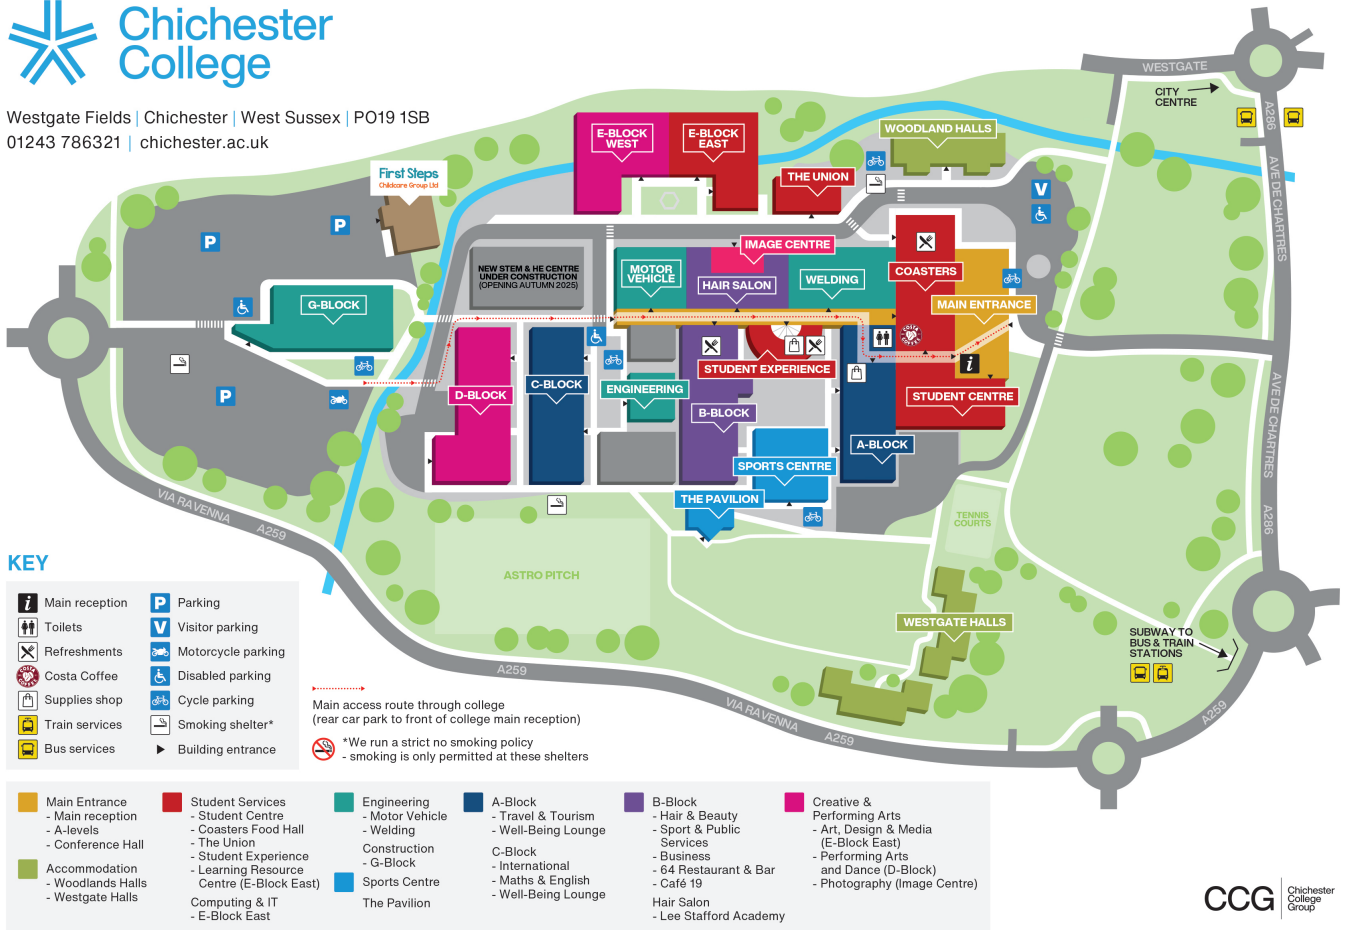 Chichester
College
Westgate Fields | Chichester | West Sussex | PO19 1SB
01243 786321 | chichester.ac.uk
First Steps
Childcare Group Ltd
E-BLOCK
WEST
E-BLOCK
EAST
WOODLAND HALLS
THE UNION
WESTGATE
CITY
CENTRE
A286
AVE DE CHARTRES
V
P
P
P
IMAGE CENTRE
NEW STEM & HE CENTRE
UNDER CONSTRUCTION
(OPENING AUTUMN 2025)
MOTOR
VEHICLE
HAIR SALON
WELDING
COASTERS
MAIN ENTRANCE
G-BLOCK
COSTA
COFFEE
i
STUDENT EXPERIENCE
D-BLOCK
C-BLOCK
ENGINEERING
B-BLOCK
STUDENT CENTRE
A-BLOCK
SPORTS CENTRE
THE PAVILION
AVE DE CHARTRES
A286
VIA RAVENNA
A259
TENNIS
COURTS
ASTRO PITCH
WESTGATE HALLS
SUBWAY TO
BUS & TRAIN
STATIONS
A259
VIA RAVENNA
A259
A259
KEY
i Main reception
Toilets
Refreshments
Costa Coffee
Supplies shop
Train services
Bus services
P Parking
V Visitor parking
Motorcycle parking
Disabled parking
Cycle parking
Smoking shelter*
Building entrance
Main access route through college
(rear car park to front of college main reception)
*We run a strict no smoking policy
- smoking is only permitted at these shelters
Main Entrance
- Main reception
- A-levels
- Conference Hall
Accommodation
- Woodlands Halls
- Westgate Halls
Student Services
- Student Centre
- Coasters Food Hall
- The Union
- Student Experience
- Learning Resource
Centre (E-Block East)
Computing & IT
- E-Block East
Engineering
- Motor Vehicle
- Welding
Construction
- G-Block
Sports Centre
The Pavilion
A-Block
- Travel & Tourism
- Well-Being Lounge
C-Block
- International
- Maths & English
- Well-Being Lounge
B-Block
- Hair & Beauty
- Sport & Public
Services
- Business
- 64 Restaurant & Bar
- Café 19
Hair Salon
- Lee Stafford Academy
Creative &
Performing Arts
- Art, Design & Media
(E-Block East)
- Performing Arts
and Dance (D-Block)
- Photography (Image Centre)
CCG
Chichester
College
Group